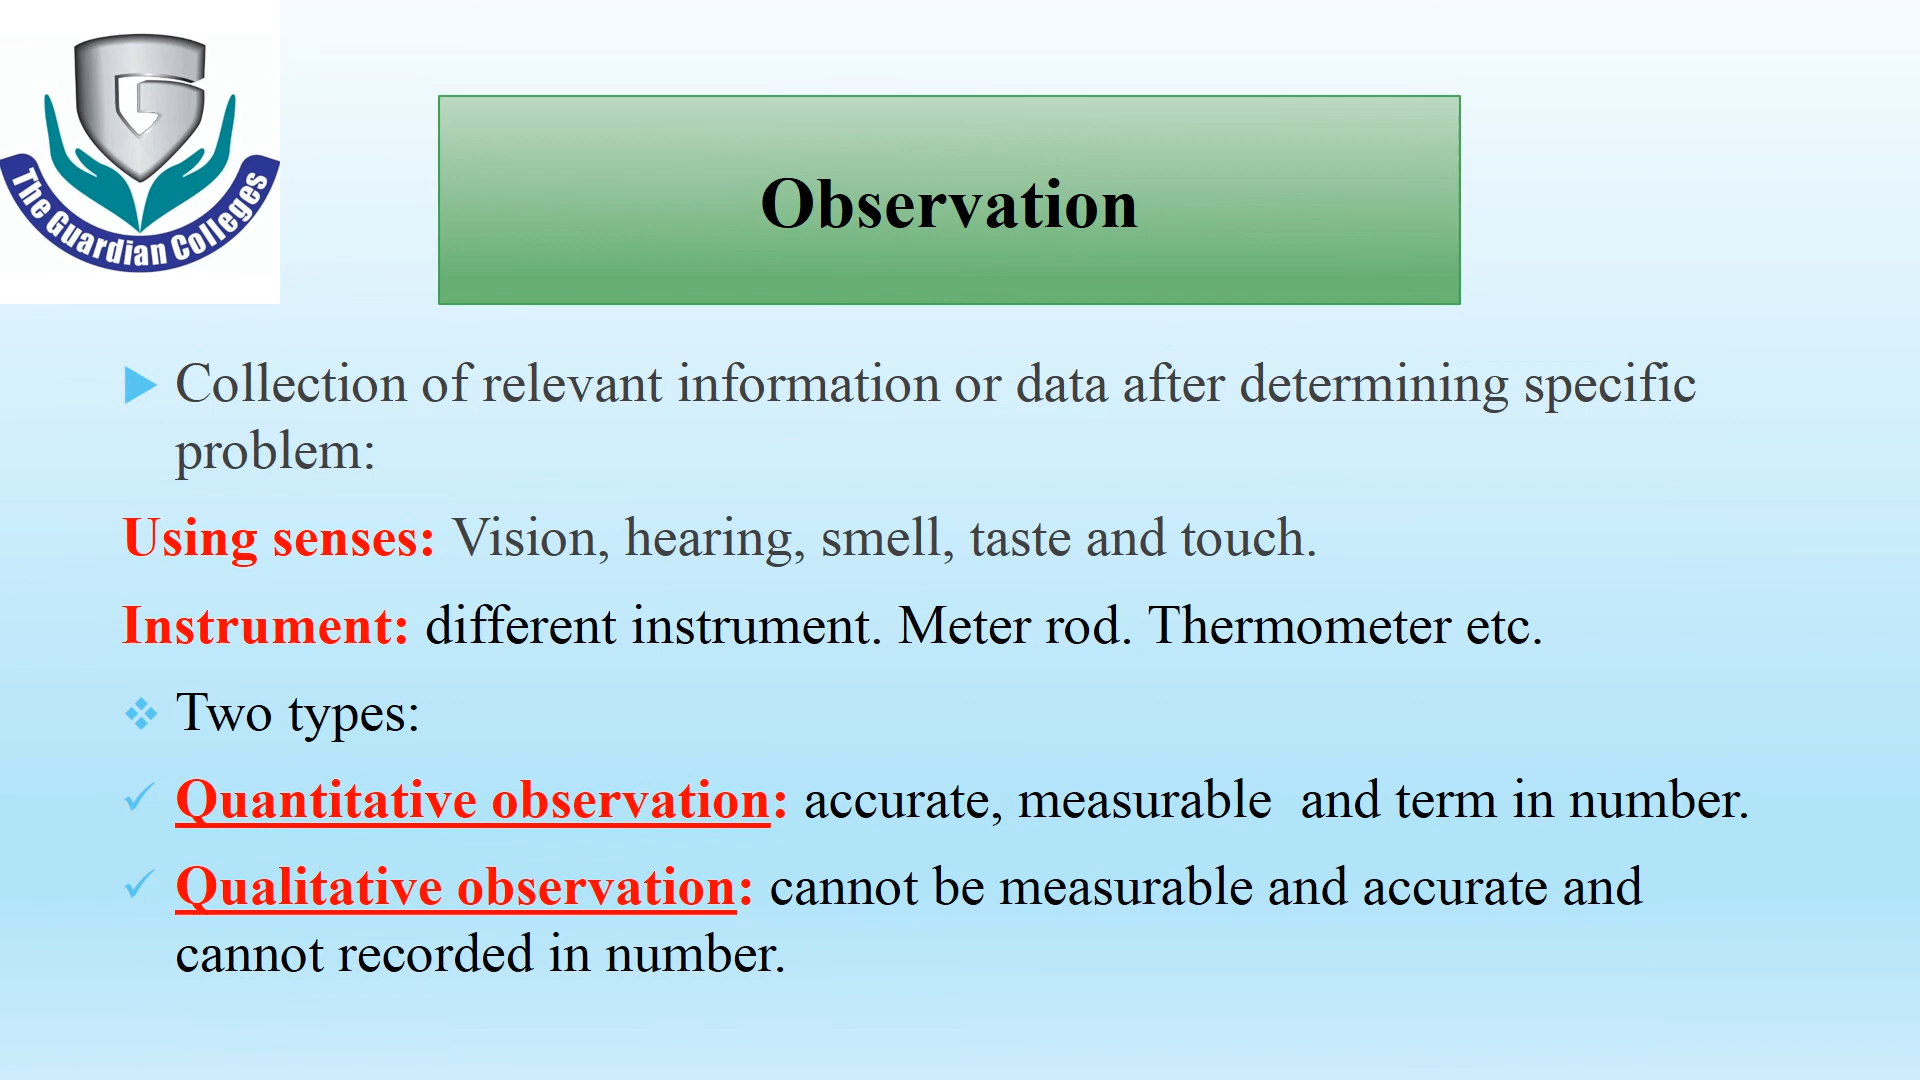 The Guardian Colleges
Observation
Collection of relevant information or data after determining specific
problem:
Using senses: Vision, hearing, smell, taste and touch.
Instrument: different instrument. Meter rod. Thermometer etc.
Two types:
Quantitative observation: accurate, measurable  and term in number.
Qualitative observation: cannot be measurable and accurate and
cannot recorded in number.